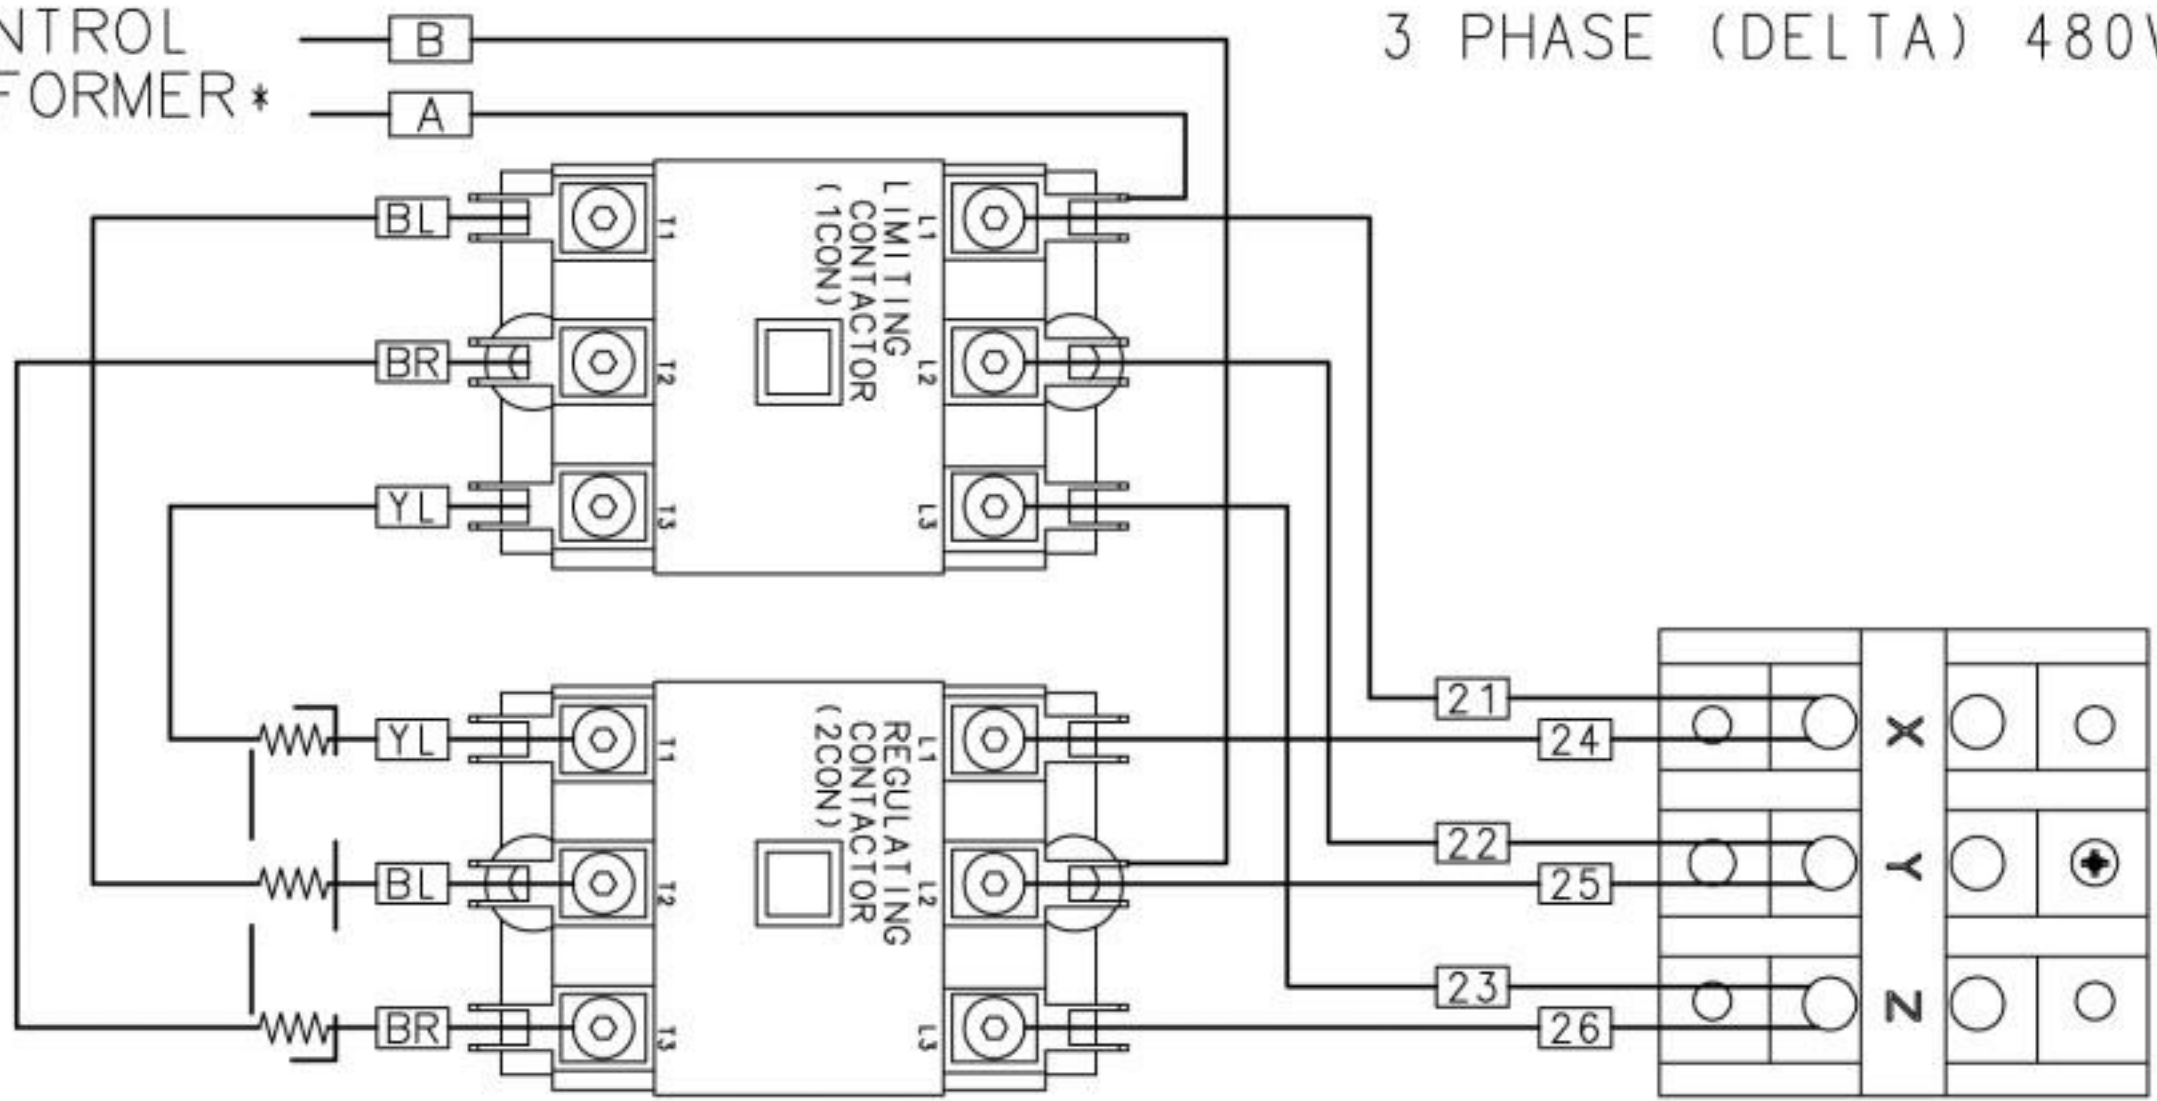 NTROL
FORMER*
B
A
3 PHASE (DELTA) 480V
BL
BR
YL
T1
T2
T3
LIMITING
CONTACTOR
(1CON)
L1
L2
L3
YL
BL
BR
T1
T2
T3
REGULATING
CONTACTOR
(2CON)
L1
L2
L3
21
24
22
25
23
26
X
Y
Z